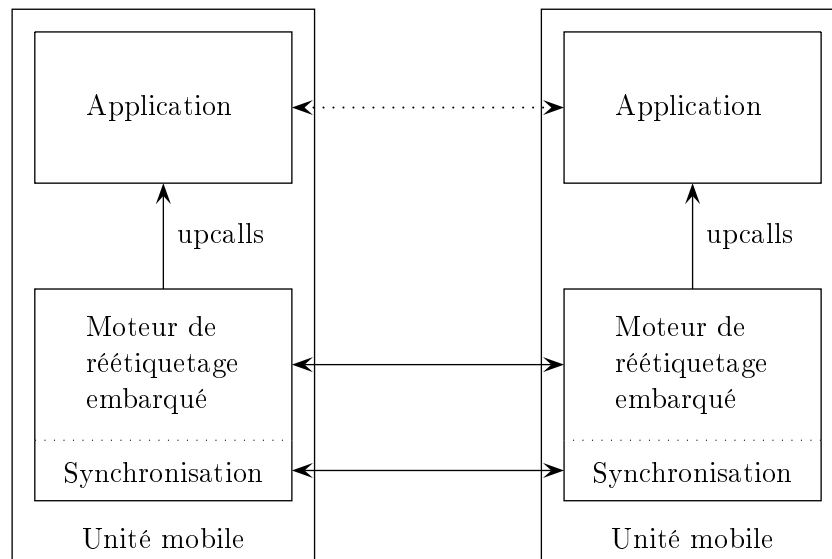 Application
Application
upcalls
upcalls
Moteur de
réétiquetage
embarqué
Moteur de
réétiquetage
embarqué
Synchronisation
Synchronisation
Unité mobile
Unité mobile